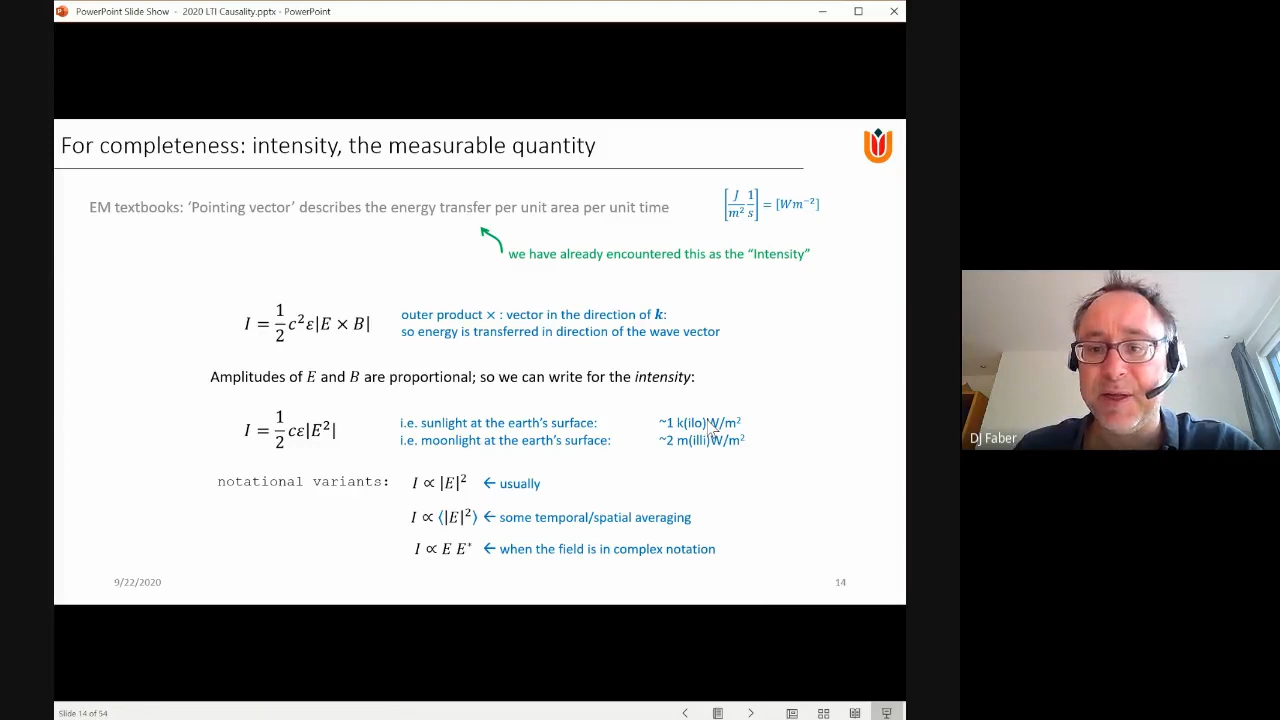 PowerPoint Slide Show - 2020 LTI Causality.pptx - PowerPoint
For completeness: intensity, the measurable quantity
EM textbooks: ‘Pointing vector’ describes the energy transfer per unit area per unit time
[J/m² 1/s] = [Wm⁻²]
we have already encountered this as the “Intensity”
I = 1/2 c²ε|E × B|
outer product × : vector in the direction of k:
so energy is transferred in direction of the wave vector
Amplitudes of E and B are proportional; so we can write for the intensity:
I = 1/2 cε|E²|
i.e. sunlight at the earth’s surface: ~1 k(ilo)W/m²
i.e. moonlight at the earth’s surface: ~2 m(illi)W/m²
notational variants: I ∝ |E|² ← usually
I ∝ ⟨|E|²⟩ ← some temporal/spatial averaging
I ∝ E E* ← when the field is in complex notation
9/22/2020
14
DJ Faber
Slide 14 of 54